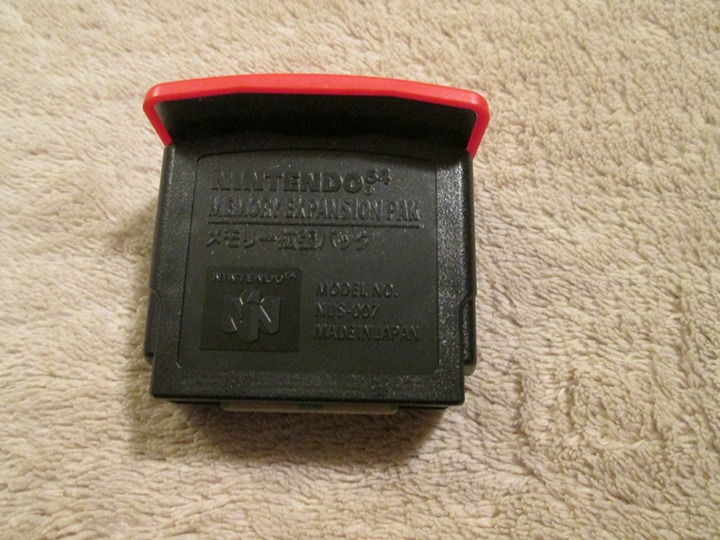 NINTENDO64
MEMORY EXPANSION PAK
メモリー拡張パック
NINTENDO64
MODEL NO.
NUS-007
MADE IN JAPAN